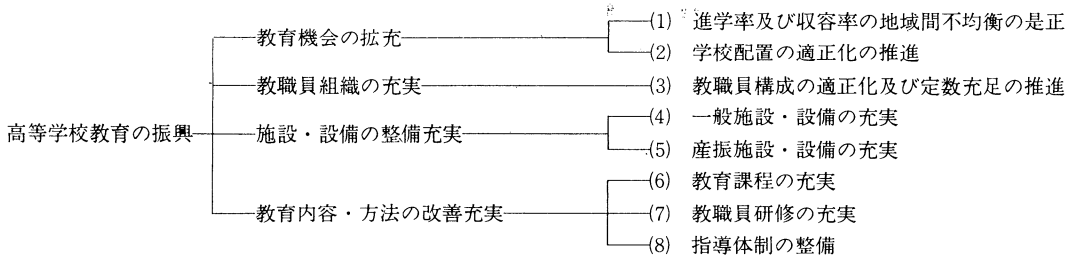 高等学校教育の振興
教育機会の拡充
(1) 進学率及び収容率の地域間不均衡の是正
(2) 学校配置の適正化の推進
教職員組織の充実
(3) 教職員構成の適正化及び定数充足の推進
施設・設備の整備充実
(4) 一般施設・設備の充実
(5) 産振施設・設備の充実
教育内容・方法の改善充実
(6) 教育課程の充実
(7) 教職員研修の充実
(8) 指導体制の整備